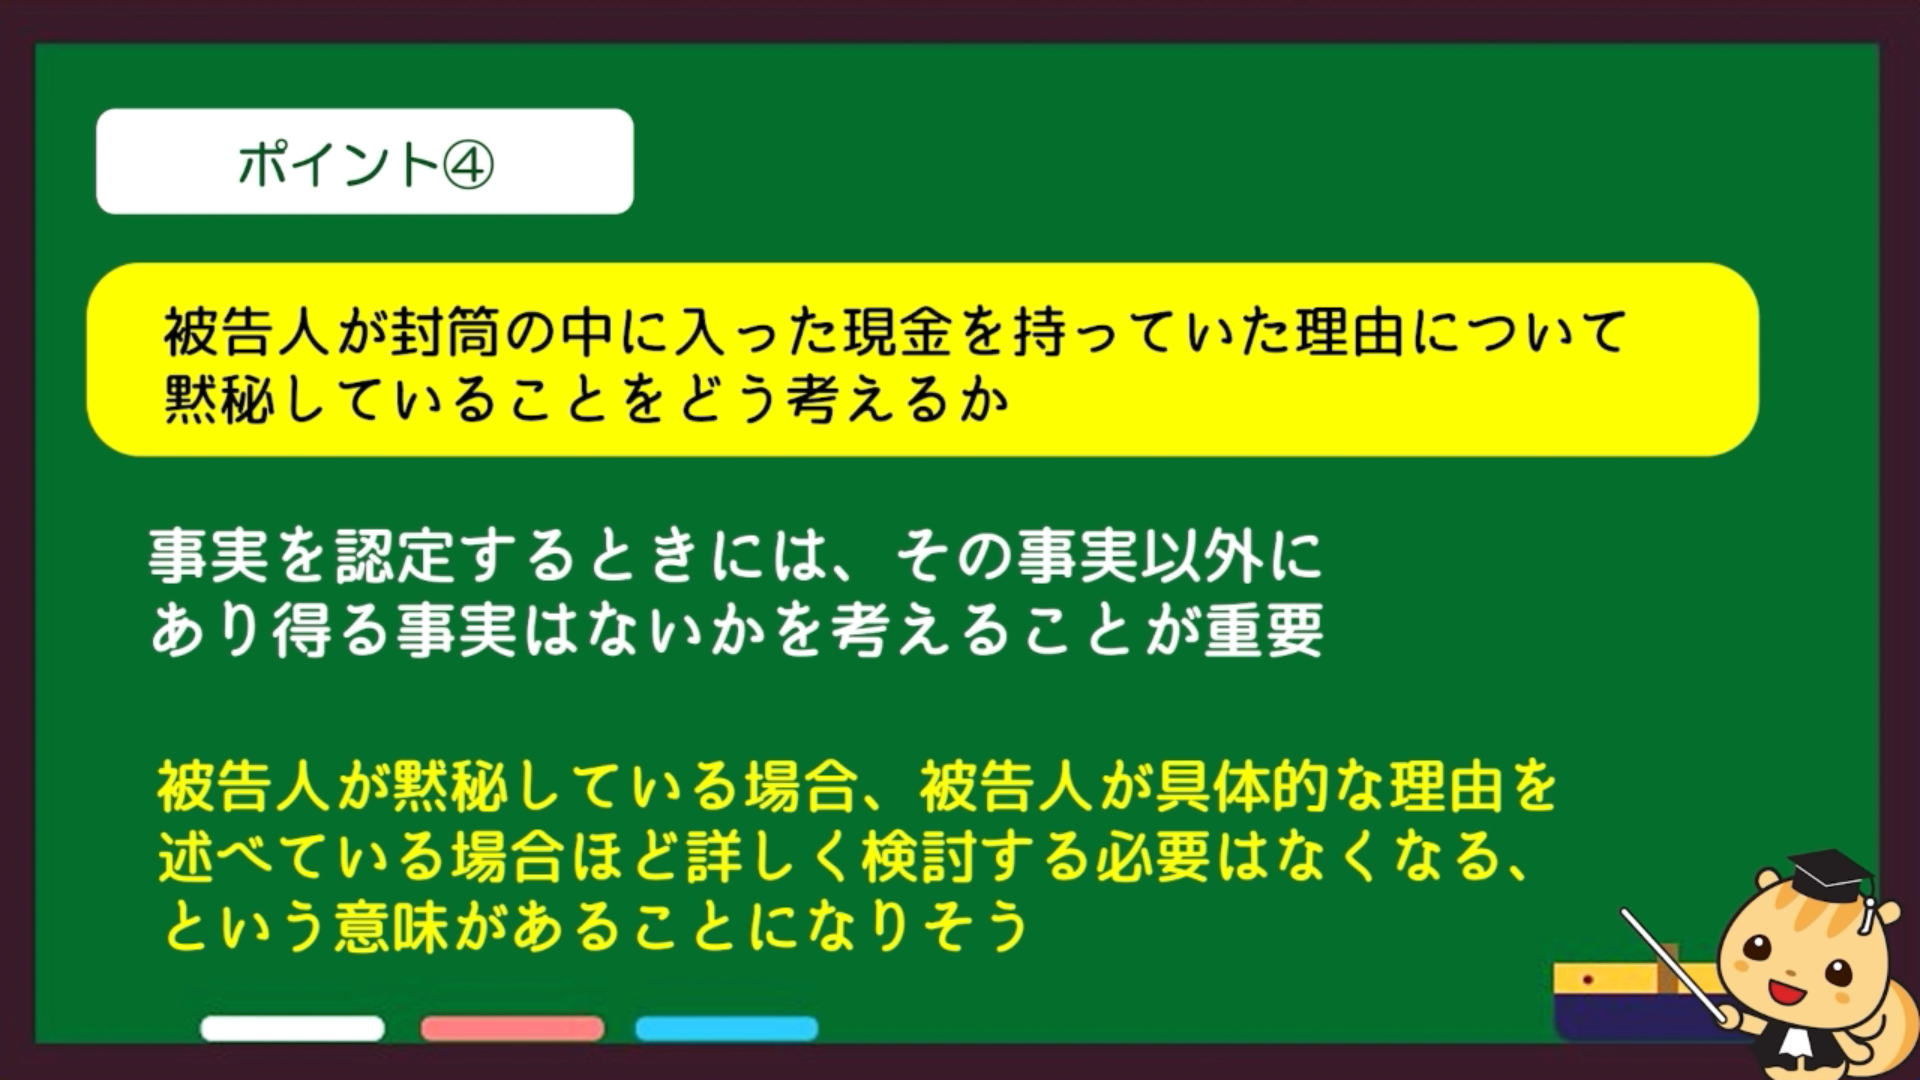 ポイント④
被告人が封筒の中に入った現金を持っていた理由について
黙秘していることをどう考えるか
事実を認定するときには、その事実以外に
あり得る事実はないかを考えることが重要
被告人が黙秘している場合、被告人が具体的な理由を
述べている場合ほど詳しく検討する必要はなくなる、
という意味があることになりそう